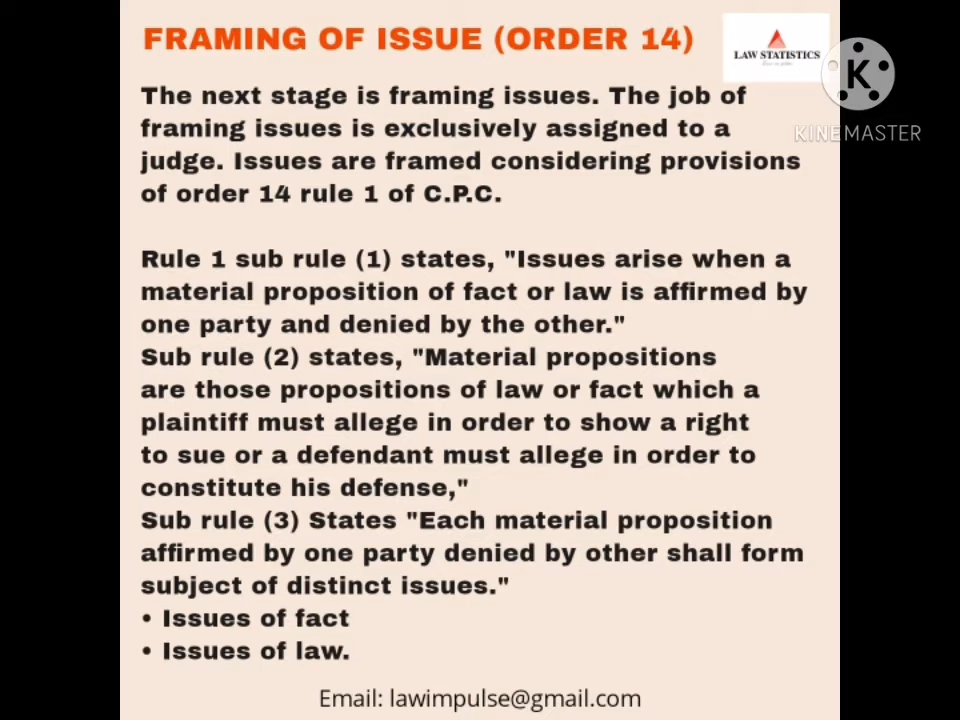 FRAMING OF ISSUE (ORDER 14)
LAW STATISTICS
K
KINEMASTER
The next stage is framing issues. The job of
framing issues is exclusively assigned to a
judge. Issues are framed considering provisions
of order 14 rule 1 of C.P.C.
Rule 1 sub rule (1) states, "Issues arise when a
material proposition of fact or law is affirmed by
one party and denied by the other."
Sub rule (2) states, "Material propositions
are those propositions of law or fact which a
plaintiff must allege in order to show a right
to sue or a defendant must allege in order to
constitute his defense,"
Sub rule (3) States "Each material proposition
affirmed by one party denied by other shall form
subject of distinct issues."
• Issues of fact
• Issues of law.
Email: lawimpulse@gmail.com